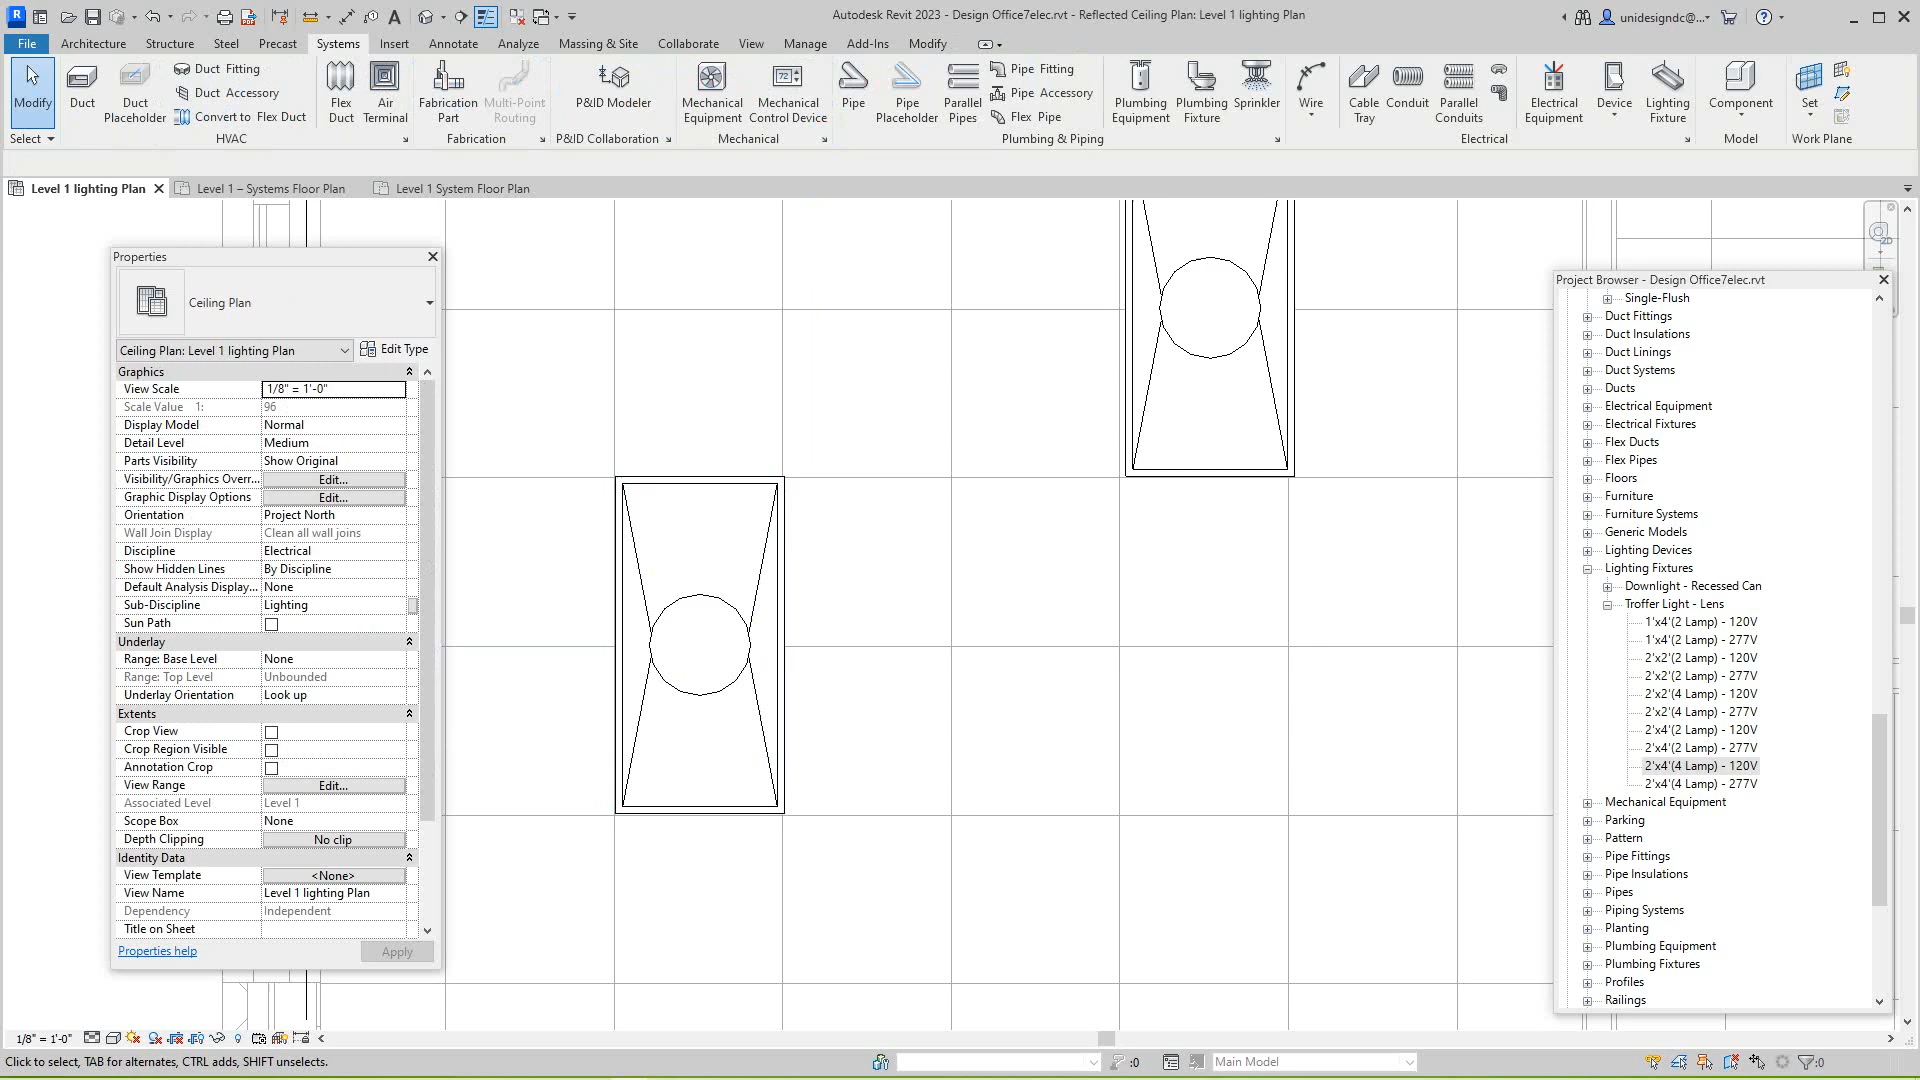 Autodesk Revit 2023 - Design Office7elec.rvt - Reflected Ceiling Plan: Level 1 lighting Plan
unidesigndc@...
File Architecture Structure Steel Precast Systems Insert Annotate Analyze Massing & Site Collaborate View Manage Add-Ins Modify
Modify
Select
Duct
Duct Placeholder
Duct Fitting
Duct Accessory
Convert to Flex Duct
Flex Duct
Air Terminal
HVAC
Fabrication Part
Multi-Point Routing
Fabrication
P&ID Modeler
P&ID Collaboration
Mechanical Equipment
Mechanical Control Device
Mechanical
Pipe
Pipe Placeholder
Parallel Pipes
Pipe Fitting
Pipe Accessory
Flex Pipe
Plumbing Equipment
Plumbing Fixture
Sprinkler
Plumbing & Piping
Wire
Cable Tray
Conduit
Parallel Conduits
Electrical Equipment
Device
Lighting Fixture
Electrical
Component
Model
Set
Work Plane
Level 1 lighting Plan
Level 1 – Systems Floor Plan
Level 1 System Floor Plan
2D
Properties
Ceiling Plan
Ceiling Plan: Level 1 lighting Plan
Edit Type
Graphics
View Scale 1/8" = 1'-0"
Scale Value 1: 96
Display Model Normal
Detail Level Medium
Parts Visibility Show Original
Visibility/Graphics Overr... Edit...
Graphic Display Options Edit...
Orientation Project North
Wall Join Display Clean all wall joins
Discipline Electrical
Show Hidden Lines By Discipline
Default Analysis Display... None
Sub-Discipline Lighting
Sun Path
Underlay
Range: Base Level None
Range: Top Level Unbounded
Underlay Orientation Look up
Extents
Crop View
Crop Region Visible
Annotation Crop
View Range Edit...
Associated Level Level 1
Scope Box None
Depth Clipping No clip
Identity Data
View Template <None>
View Name Level 1 lighting Plan
Dependency Independent
Title on Sheet
Properties help
Apply
Project Browser - Design Office7elec.rvt
Single-Flush
Duct Fittings
Duct Insulations
Duct Linings
Duct Systems
Ducts
Electrical Equipment
Electrical Fixtures
Flex Ducts
Flex Pipes
Floors
Furniture
Furniture Systems
Generic Models
Lighting Devices
Lighting Fixtures
Downlight - Recessed Can
Troffer Light - Lens
1'x4'(2 Lamp) - 120V
1'x4'(2 Lamp) - 277V
2'x2'(2 Lamp) - 120V
2'x2'(2 Lamp) - 277V
2'x2'(4 Lamp) - 120V
2'x2'(4 Lamp) - 277V
2'x4'(2 Lamp) - 120V
2'x4'(2 Lamp) - 277V
2'x4'(4 Lamp) - 120V
2'x4'(4 Lamp) - 277V
Mechanical Equipment
Parking
Pattern
Pipe Fittings
Pipe Insulations
Pipes
Piping Systems
Planting
Plumbing Equipment
Plumbing Fixtures
Profiles
Railings
1/8" = 1'-0"
Click to select, TAB for alternates, CTRL adds, SHIFT unselects.
:0
Main Model
:0